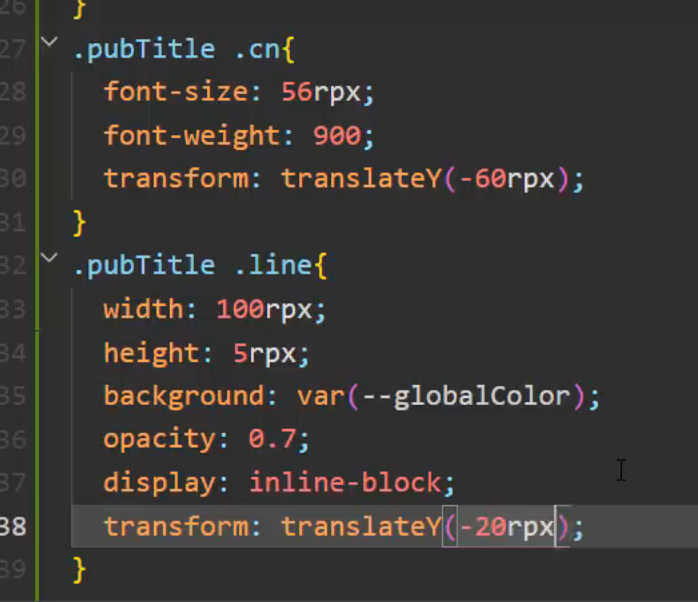 26 }
27 .pubTitle .cn{
28 font-size: 56rpx;
29 font-weight: 900;
30 transform: translateY(-60rpx);
31 }
32 .pubTitle .line{
33 width: 100rpx;
34 height: 5rpx;
35 background: var(--globalColor);
36 opacity: 0.7;
37 display: inline-block;
38 transform: translateY(-20rpx);
39 }